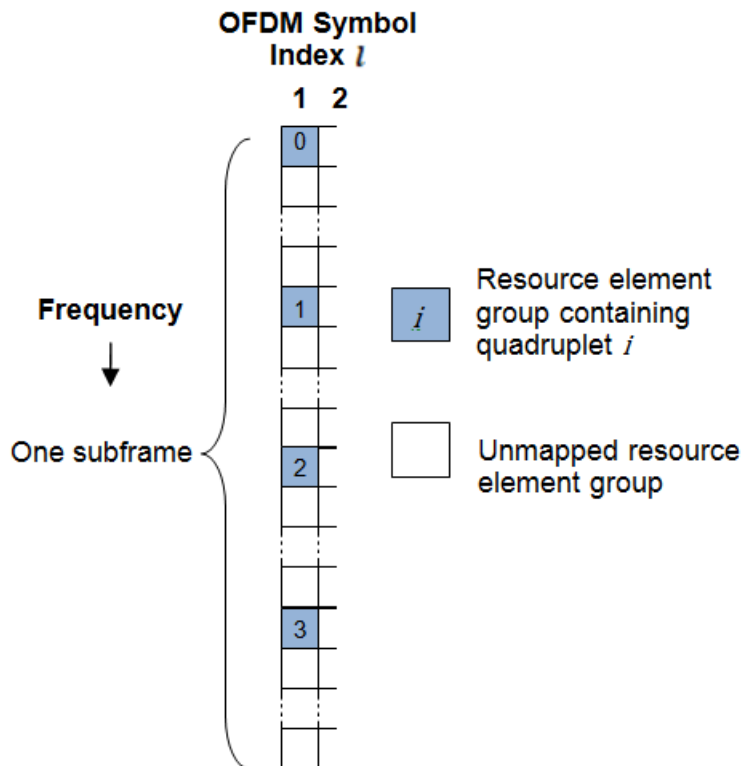 OFDM Symbol
Index l
1 2
0
1
2
3
Frequency
One subframe
i
Resource element
group containing
quadruplet i
Unmapped resource
element group